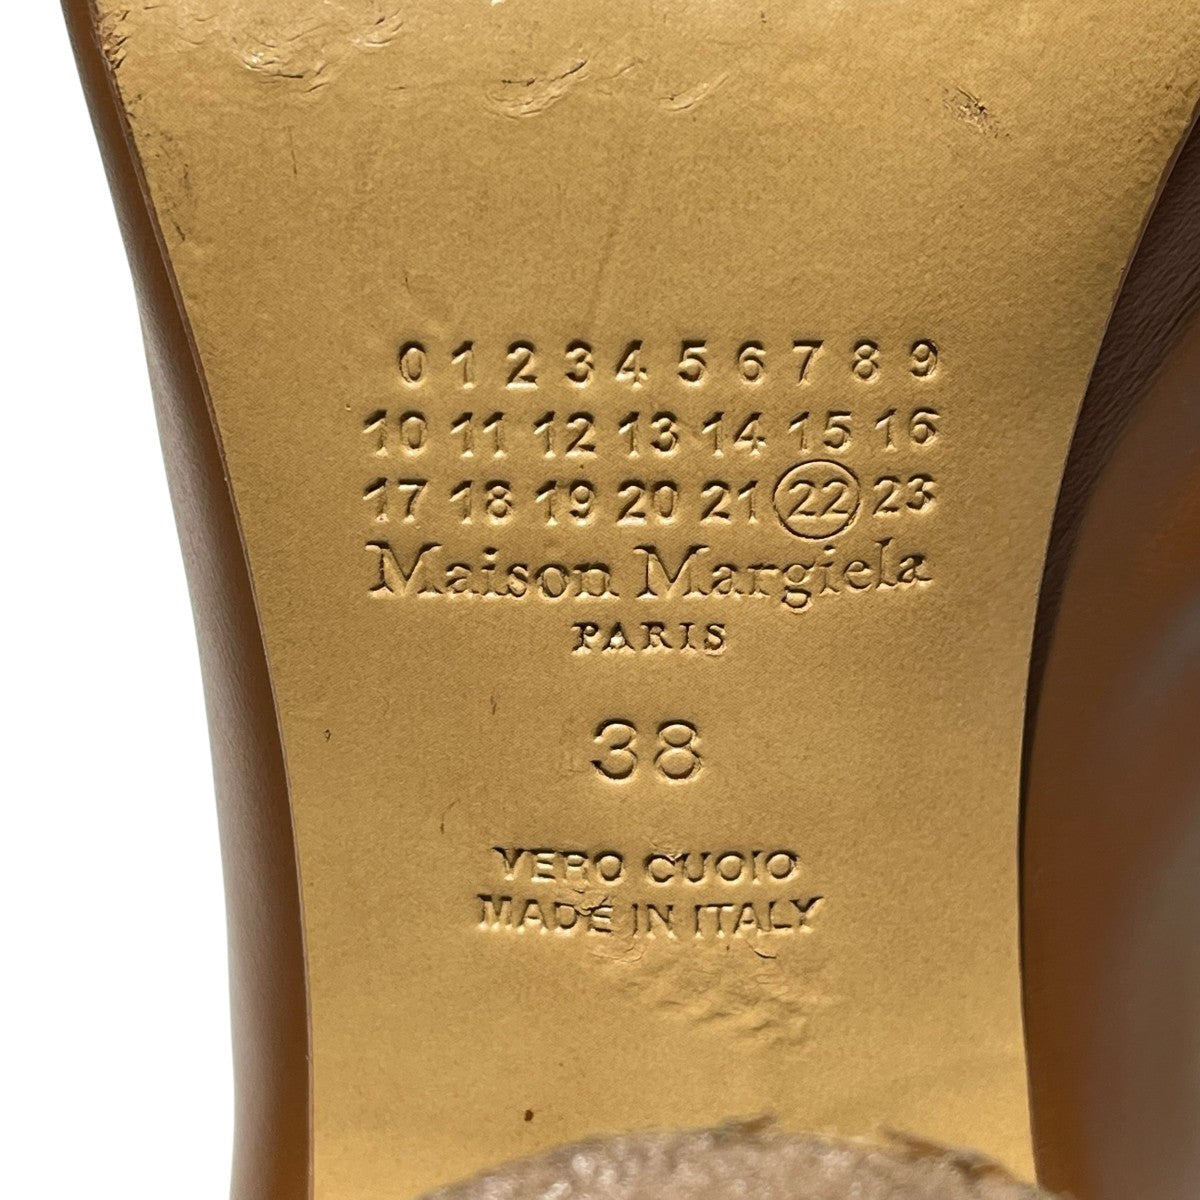 0 1 2 3 4 5 6 7 8 9
10 11 12 13 14 15 16
17 18 19 20 21 22 23
Maison Margiela
PARIS
38
VERO CUOIO
MADE IN ITALY